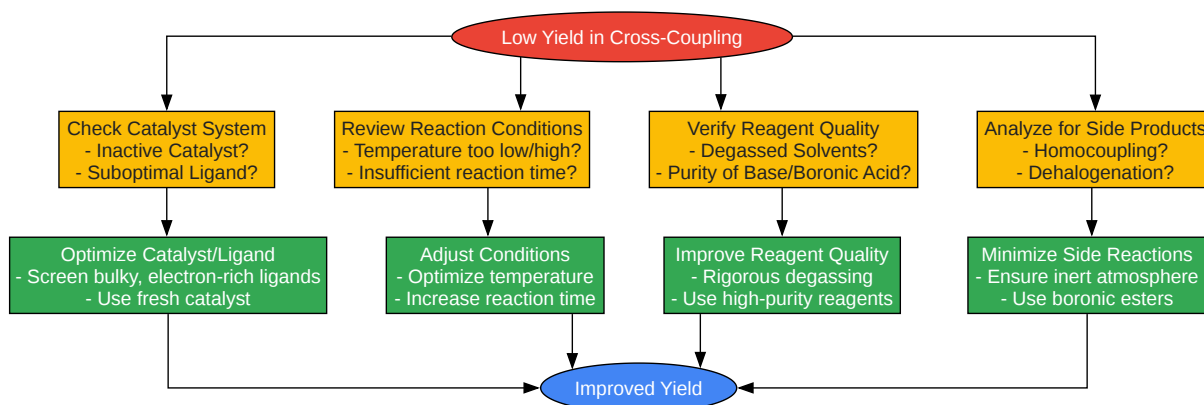 Low Yield in Cross-Coupling
Check Catalyst System
- Inactive Catalyst?
- Suboptimal Ligand?
Review Reaction Conditions
- Temperature too low/high?
- Insufficient reaction time?
Verify Reagent Quality
- Degassed Solvents?
- Purity of Base/Boronic Acid?
Analyze for Side Products
- Homocoupling?
- Dehalogenation?
Optimize Catalyst/Ligand
- Screen bulky, electron-rich ligands
- Use fresh catalyst
Adjust Conditions
- Optimize temperature
- Increase reaction time
Improve Reagent Quality
- Rigorous degassing
- Use high-purity reagents
Minimize Side Reactions
- Ensure inert atmosphere
- Use boronic esters
Improved Yield